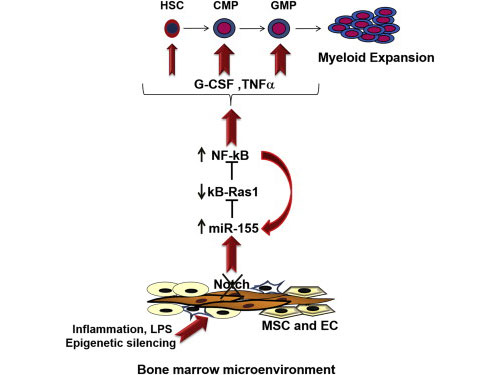 HSC CMP GMP
Myeloid Expansion
G-CSF ,TNFα
NF-kB
kB-Ras1
miR-155
Notch
MSC and EC
Inflammation, LPS
Epigenetic silencing
Bone marrow microenvironment